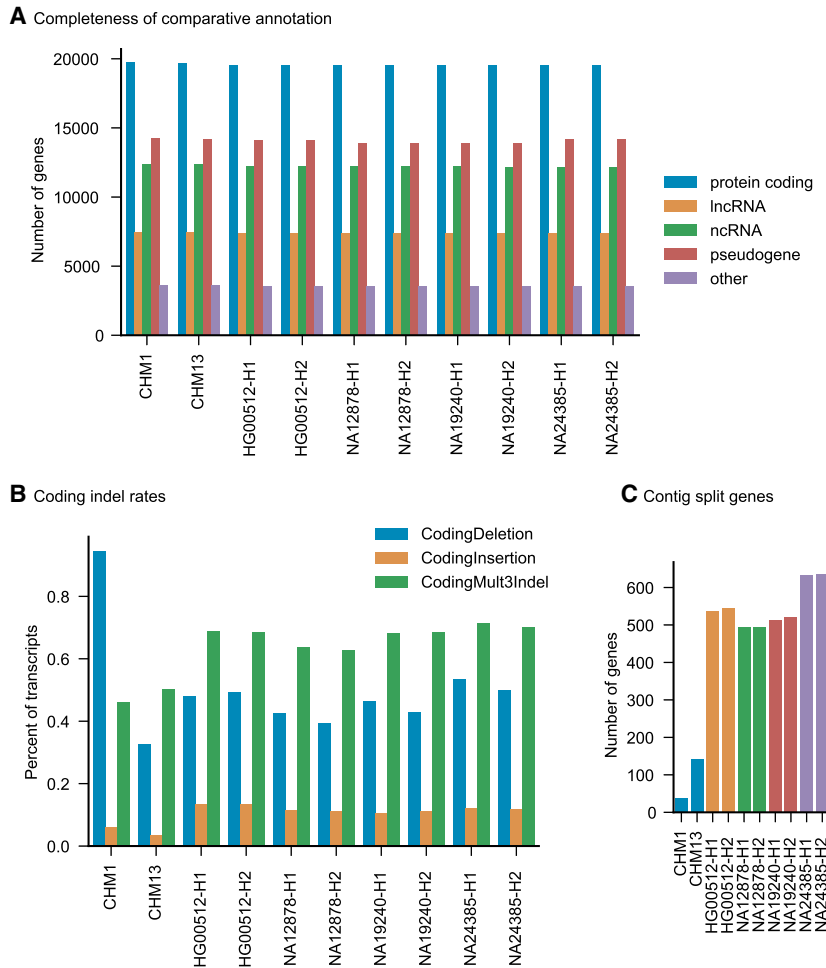 A Completeness of comparative annotation
Number of genes
20000
15000
10000
5000
0
CHM1
CHM13
HG00512-H1
HG00512-H2
NA12878-H1
NA12878-H2
NA19240-H1
NA19240-H2
NA24385-H1
NA24385-H2
protein coding
lncRNA
ncRNA
pseudogene
other
B Coding indel rates
Percent of transcripts
0.8
0.6
0.4
0.2
0.0
CodingDeletion
CodingInsertion
CodingMult3Indel
CHM1
CHM13
HG00512-H1
HG00512-H2
NA12878-H1
NA12878-H2
NA19240-H1
NA19240-H2
NA24385-H1
NA24385-H2
C Contig split genes
Number of genes
600
500
400
300
200
100
0
CHM1
CHM13
HG00512-H1
HG00512-H2
NA12878-H1
NA12878-H2
NA19240-H1
NA19240-H2
NA24385-H1
NA24385-H2